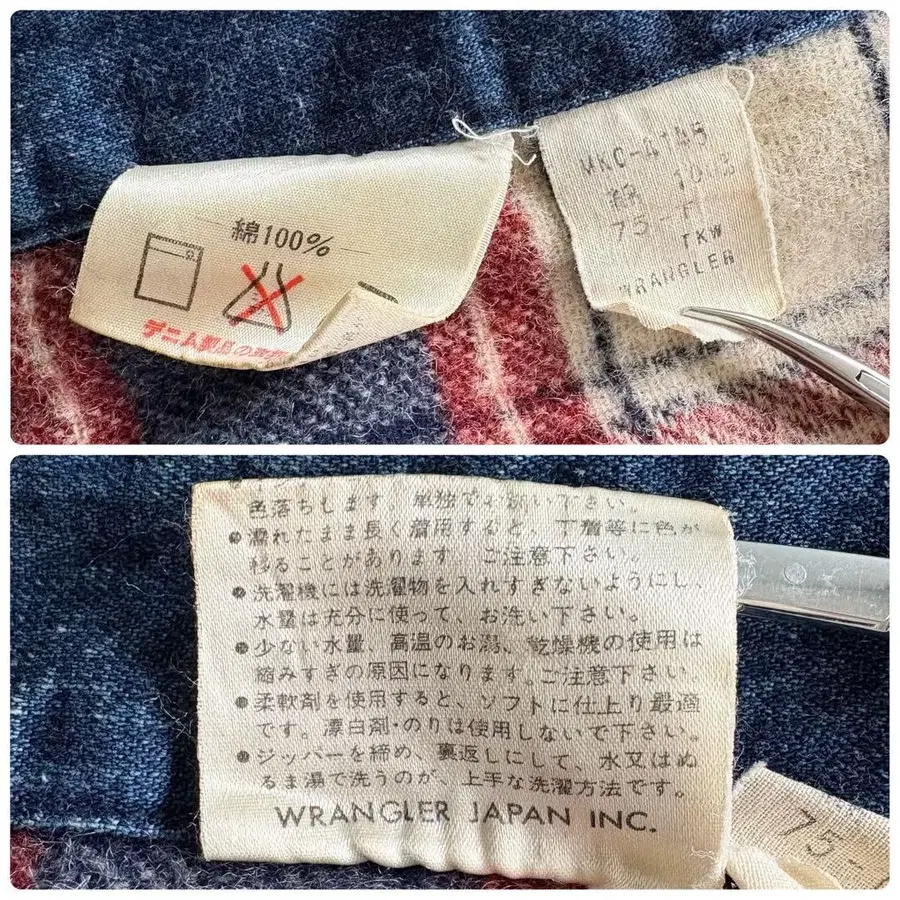 綿100%
デニム製品の
綿 100%
75-
TKW
WRANGLER
色落ちします。単独でお洗い下さい。
●濡れたまま長く着用すると、下着等に色が
移ることがあります ご注意下さい。
●洗濯機には洗濯物を入れすぎないようにし、
水量は充分に使って、お洗い下さい。
●少ない水量、高温のお湯、乾燥機の使用は
縮みすぎの原因になります。ご注意下さい。
●柔軟剤を使用すると、ソフトに仕上り最適
です。漂白剤・のりは使用しないで下さい。
●ジッパーを締め、裏返しにして、水又はぬ
るま湯で洗うのが、上手な洗濯方法です。
WRANGLER JAPAN INC.
75